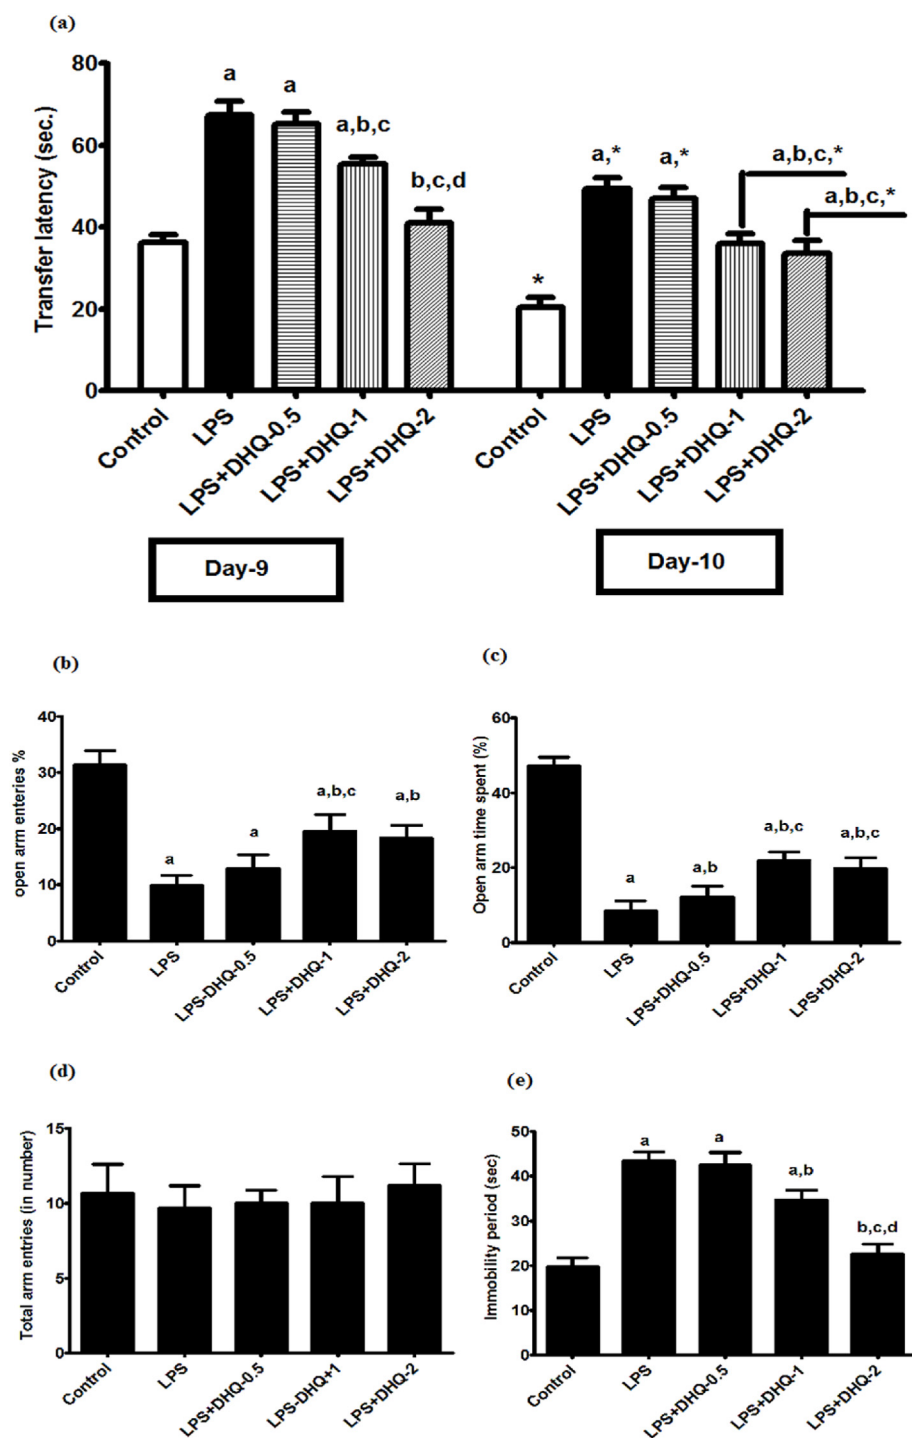 (a)
Transfer latency (sec.)
80
60
40
20
0
a
a
a,b,c
b,c,d
*
a,*
a,*
a,b,c,*
a,b,c,*
Control
LPS
LPS+DHQ-0.5
LPS+DHQ-1
LPS+DHQ-2
Control
LPS
LPS+DHQ-0.5
LPS+DHQ-1
LPS+DHQ-2
Day-9
Day-10
(b)
open arm enteries %
40
30
20
10
0
a
a
a,b,c
a,b
Control
LPS
LPS-DHQ-0.5
LPS+DHQ-1
LPS+DHQ-2
(c)
Open arm time spent (%)
60
40
20
0
a
a,b
a,b,c
a,b,c
Control
LPS
LPS+DHQ-0.5
LPS+DHQ-1
LPS+DHQ-2
(d)
Total arm entries (in number)
15
10
5
0
Control
LPS
LPS+DHQ-0.5
LPS-DHQ+1
LPS+DHQ-2
(e)
Immobility period (sec)
50
40
30
20
10
0
a
a
a,b
b,c,d
Control
LPS
LPS+DHQ-0.5
LPS+DHQ-1
LPS+DHQ-2